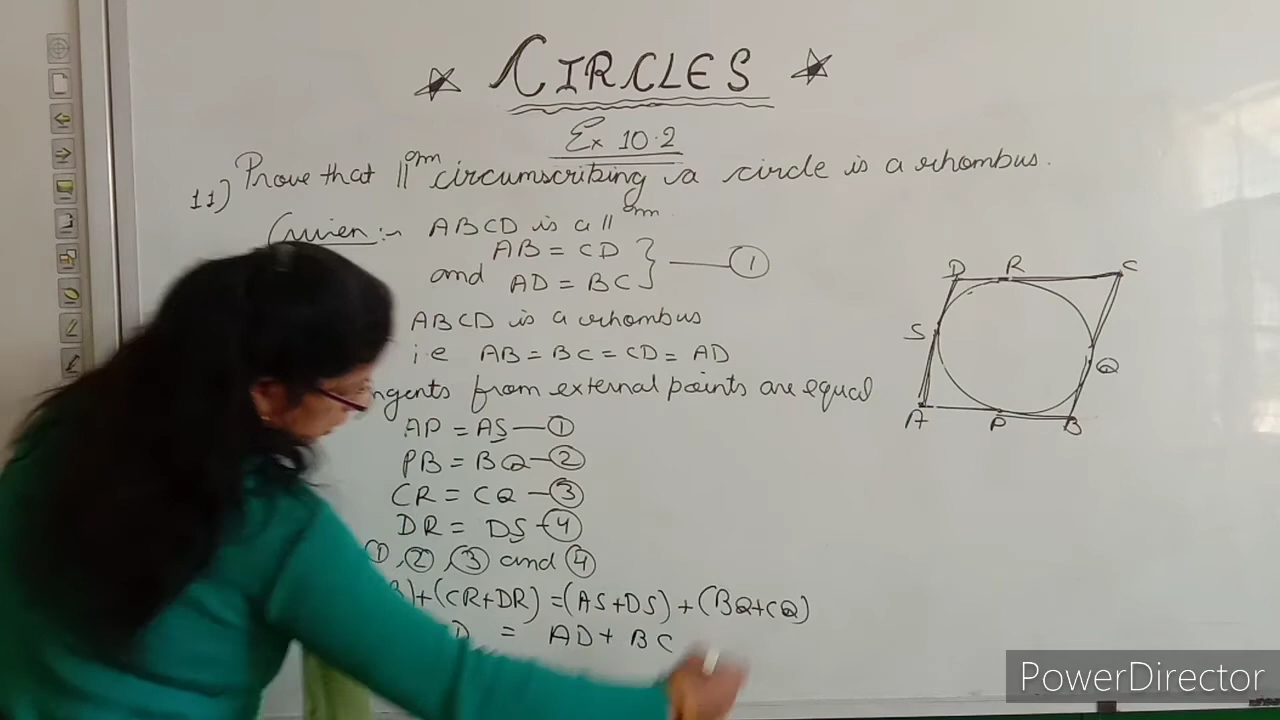 CIRCLES
Ex 10.2
11) Prove that ||gm circumscribing a circle is a rhombus.
Given :- ABCD is a ||gm
AB = CD
and AD = BC } — ①
ABCD is a rhombus
i.e AB = BC = CD = AD
ngents from external points are equal
AP = AS — ①
PB = BQ — ②
CR = CQ — ③
DR = DS — ④
①, ②, ③ and ④
B) + (CR+DR) = (AS+DS) + (BQ+CQ)
D = AD + BC
D R C
S
Q
A P B
PowerDirector